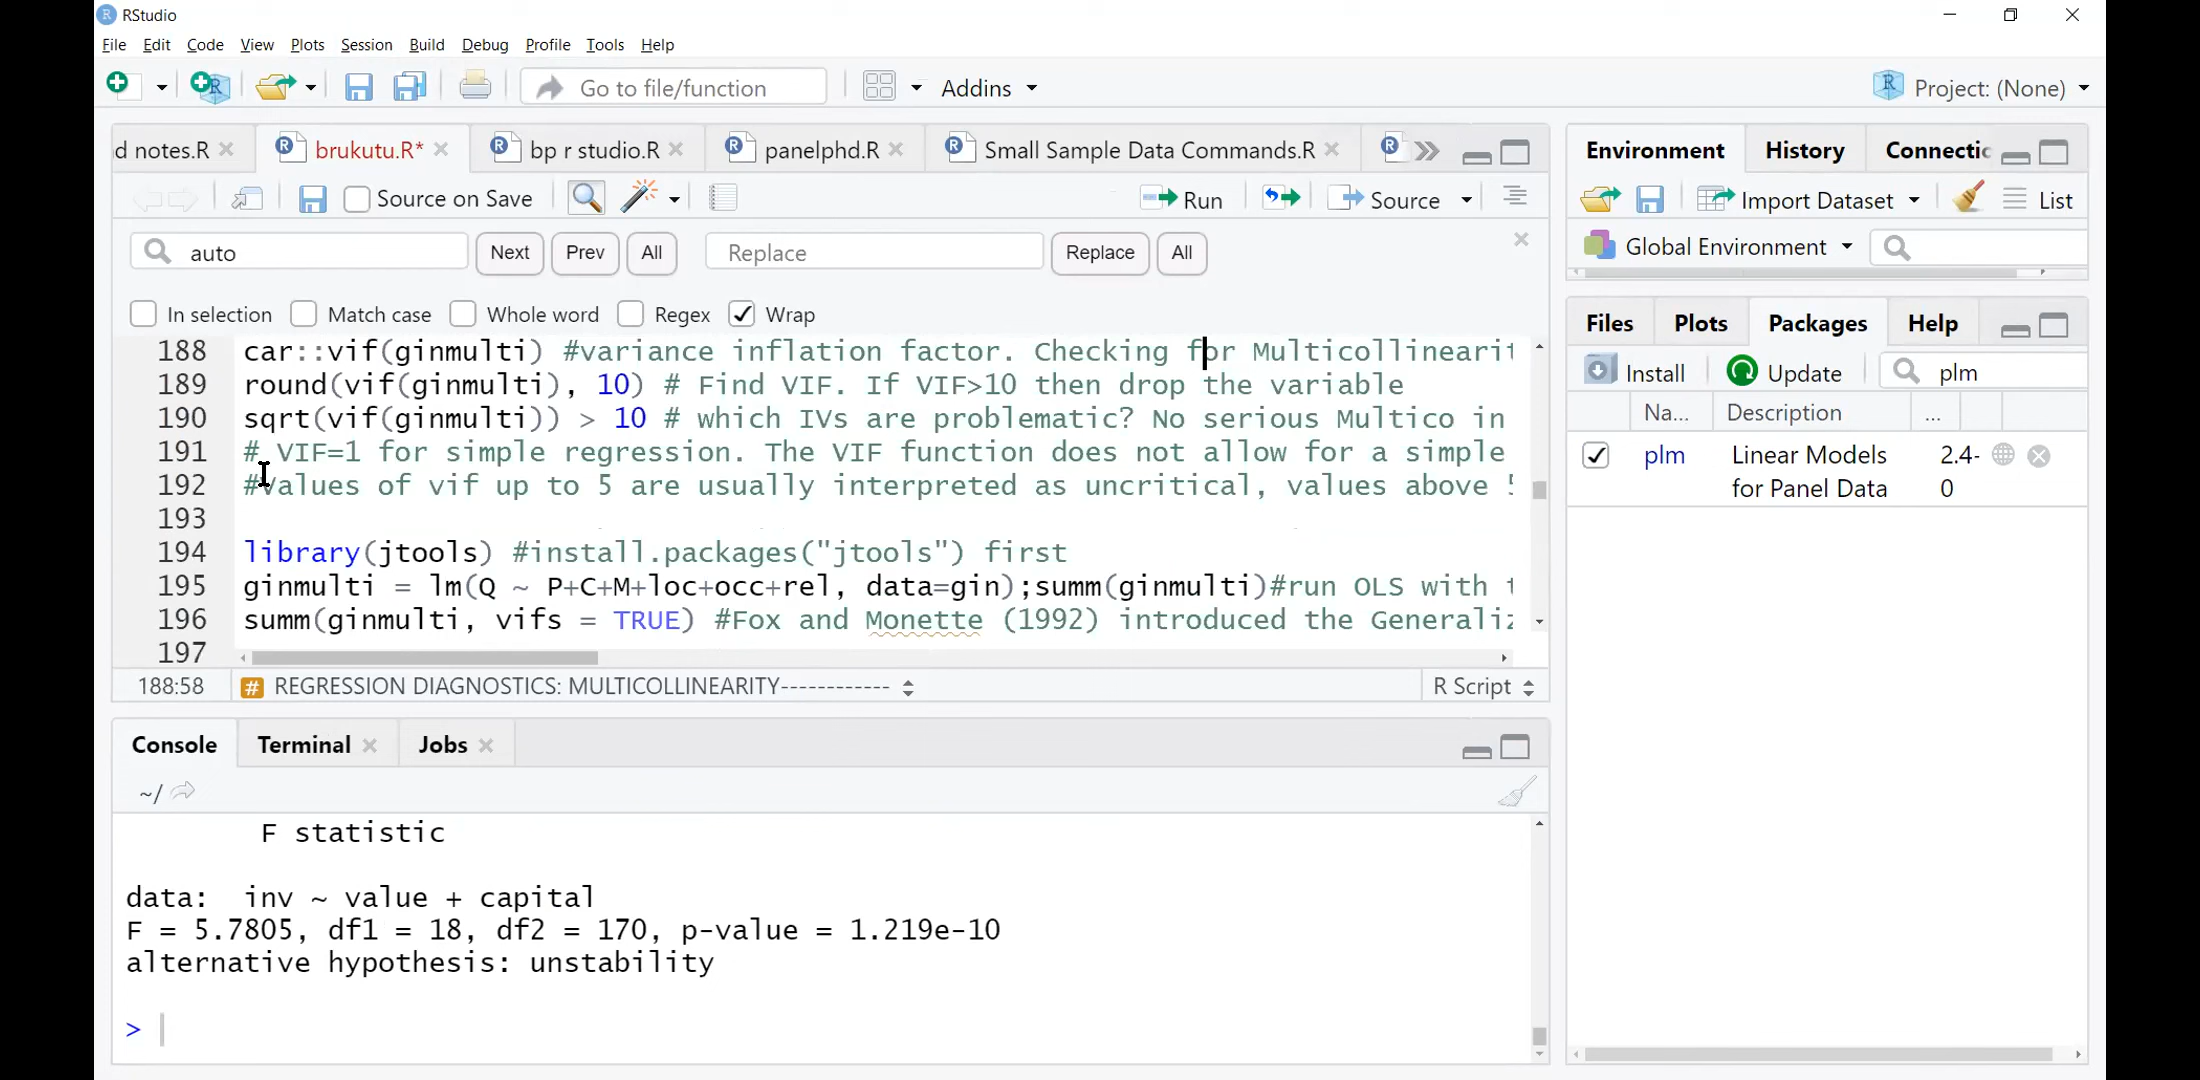 RStudio
File Edit Code View Plots Session Build Debug Profile Tools Help
Go to file/function Addins Project: (None)
d notes.R brukutu.R* bp r studio.R panelphd.R Small Sample Data Commands.R
Source on Save Run Source
auto Next Prev All Replace Replace All
In selection Match case Whole word Regex Wrap
188 car::vif(ginmulti) #variance inflation factor. Checking for Multicollinearit
189 round(vif(ginmulti), 10) # Find VIF. If VIF>10 then drop the variable
190 sqrt(vif(ginmulti)) > 10 # which IVs are problematic? No serious Multico in
191 # VIF=1 for simple regression. The VIF function does not allow for a simple
192 #values of vif up to 5 are usually interpreted as uncritical, values above 5
193
194 library(jtools) #install.packages("jtools") first
195 ginmulti = lm(Q ~ P+C+M+loc+occ+rel, data=gin);summ(ginmulti)#run OLS with t
196 summ(ginmulti, vifs = TRUE) #Fox and Monette (1992) introduced the Generaliz
197
188:58 # REGRESSION DIAGNOSTICS: MULTICOLLINEARITY------------ R Script
Console Terminal Jobs
~/
F statistic
data: inv ~ value + capital
F = 5.7805, df1 = 18, df2 = 170, p-value = 1.219e-10
alternative hypothesis: unstability
>
Environment History Connectic
Import Dataset List
Global Environment
Files Plots Packages Help
Install Update plm
Na... Description ...
plm Linear Models 2.4-
for Panel Data 0